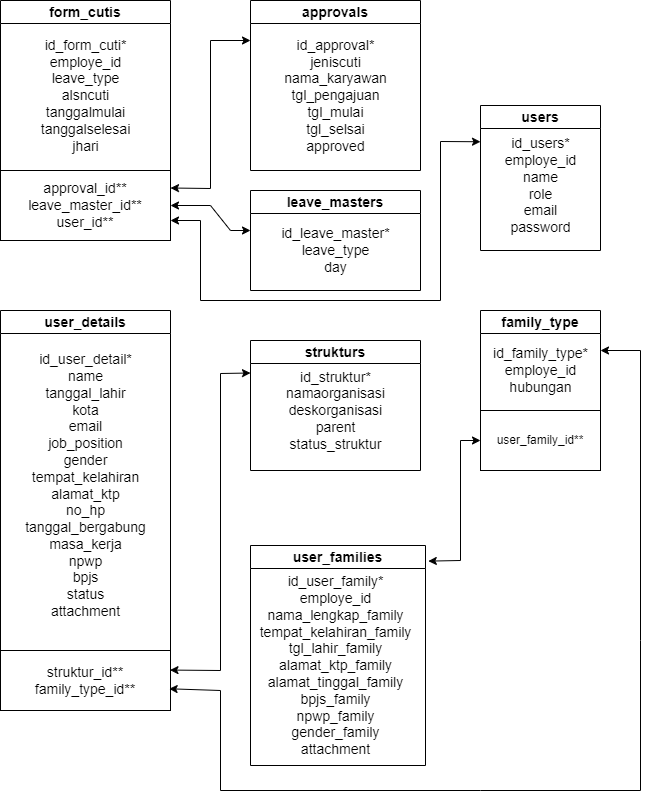 form_cutis
id_form_cuti*
employe_id
leave_type
alsncuti
tanggalmulai
tanggalselesai
jhari
approval_id**
leave_master_id**
user_id**
approvals
id_approval*
jeniscuti
nama_karyawan
tgl_pengajuan
tgl_mulai
tgl_selsai
approved
leave_masters
id_leave_master*
leave_type
day
users
id_users*
employe_id
name
role
email
password
user_details
id_user_detail*
name
tanggal_lahir
kota
email
job_position
gender
tempat_kelahiran
alamat_ktp
no_hp
tanggal_bergabung
masa_kerja
npwp
bpjs
status
attachment
struktur_id**
family_type_id**
strukturs
id_struktur*
namaorganisasi
deskorganisasi
parent
status_struktur
family_type
id_family_type*
employe_id
hubungan
user_family_id**
user_families
id_user_family*
employe_id
nama_lengkap_family
tempat_kelahiran_family
tgl_lahir_family
alamat_ktp_family
alamat_tinggal_family
bpjs_family
npwp_family
gender_family
attachment